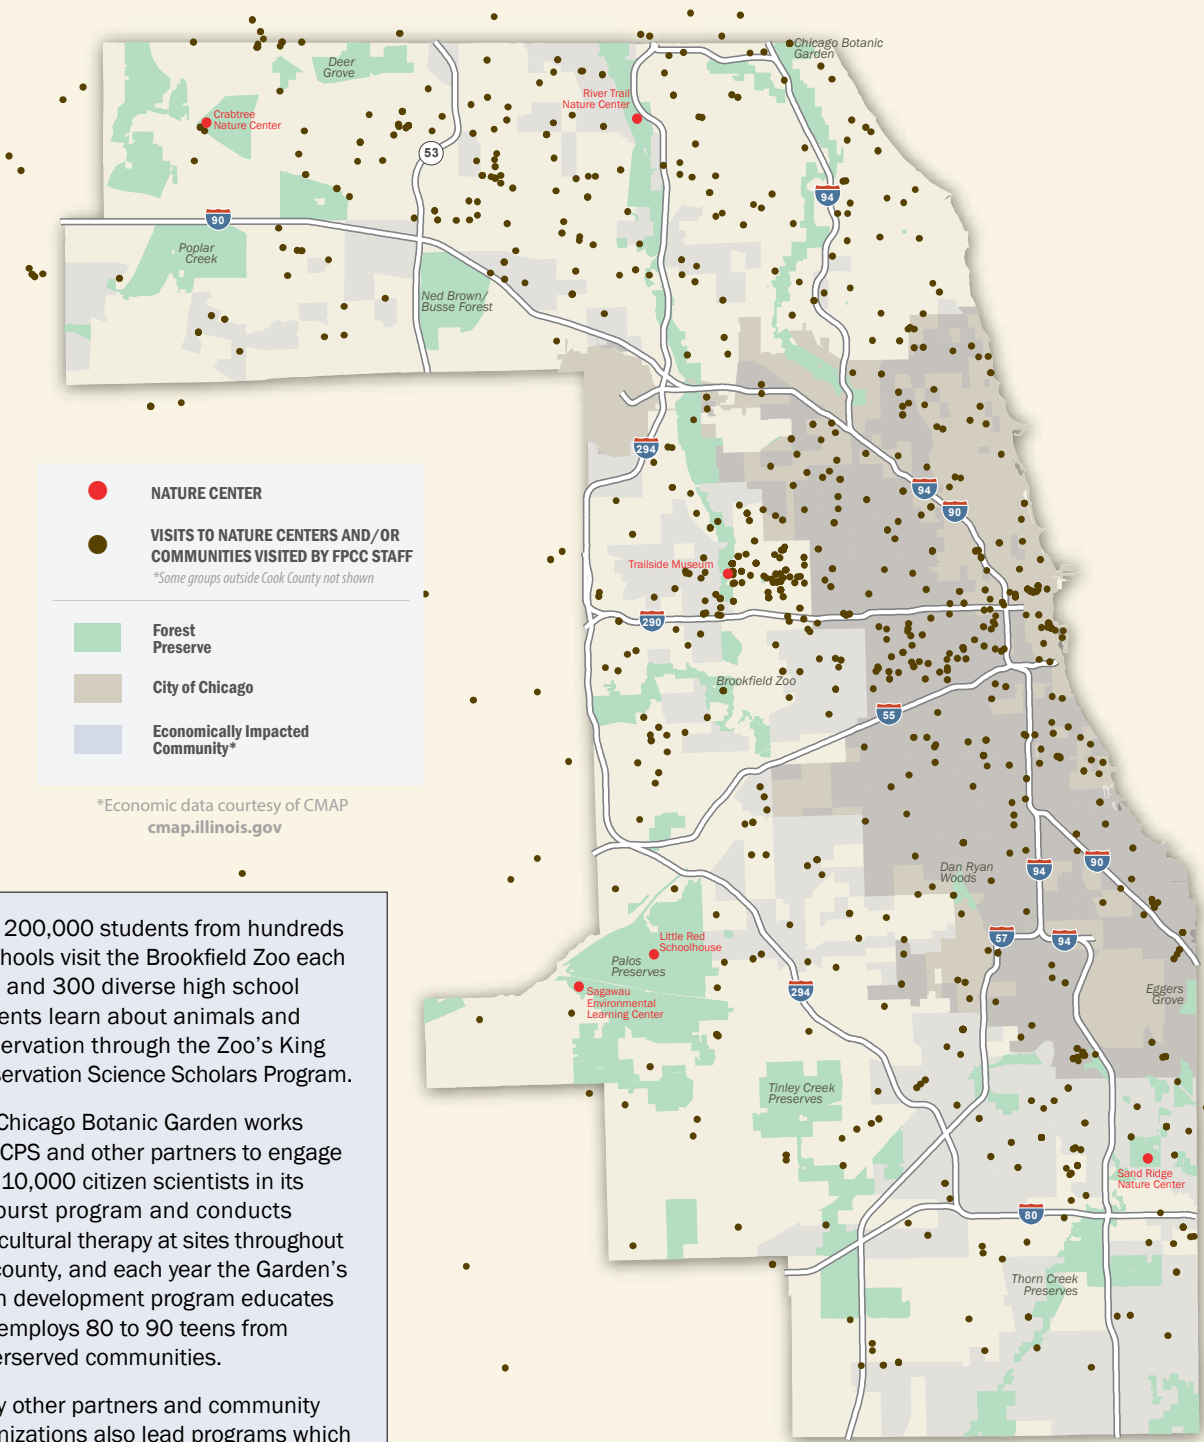 Chicago Botanic
Garden
Deer
Grove
River Trail
Nature Center
Crabtree
Nature Center
53
94
90
Poplar
Creek
Ned Brown/
Busse Forest
294
94
90
NATURE CENTER
VISITS TO NATURE CENTERS AND/OR
COMMUNITIES VISITED BY FPCC STAFF
*Some groups outside Cook County not shown
Forest
Preserve
City of Chicago
Economically Impacted
Community*
*Economic data courtesy of CMAP
cmap.illinois.gov
Trailside Museum
290
Brookfield Zoo
55
Dan Ryan
Woods
94
90
57
94
Little Red
Schoolhouse
Palos
Preserves
Sagawau
Environmental
Learning Center
294
Eggers
Grove
Tinley Creek
Preserves
Sand Ridge
Nature Center
80
Thorn Creek
Preserves
200,000 students from hundreds
hools visit the Brookfield Zoo each
and 300 diverse high school
ents learn about animals and
ervation through the Zoo's King
servation Science Scholars Program.
Chicago Botanic Garden works
CPS and other partners to engage
10,000 citizen scientists in its
burst program and conducts
cultural therapy at sites throughout
county, and each year the Garden's
n development program educates
employs 80 to 90 teens from
erserved communities.
y other partners and community
nizations also lead programs which